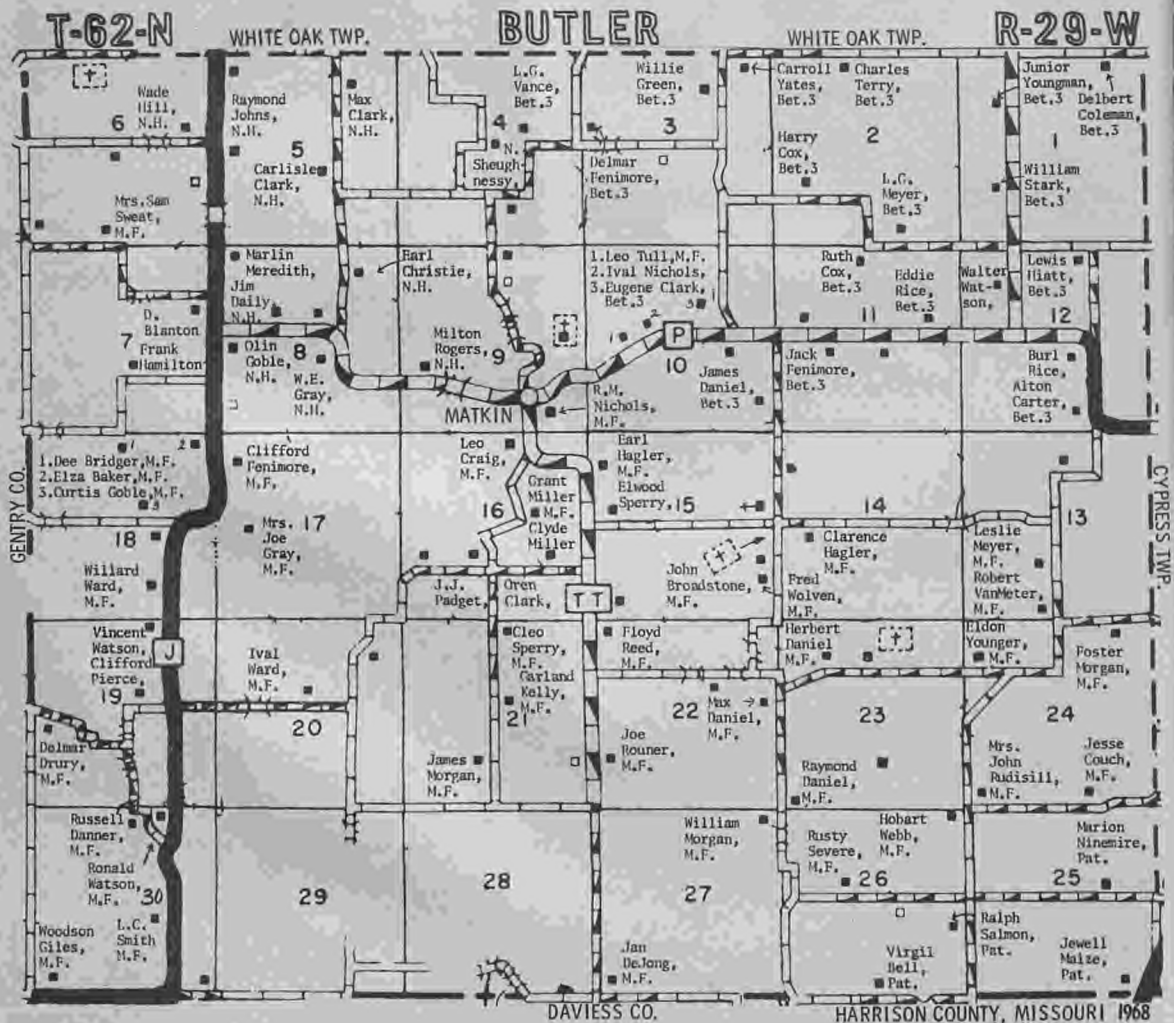 T-62-N
BUTLER
R-29-W
WHITE OAK TWP.
WHITE OAK TWP.
Wade
Hill,
N.H.
6
Raymond
Johns,
N.H.
Max
Clark,
N.H.
5
Carlisle
Clark,
N.H.
L.G.
Vance,
Bet.3
4
N.
Sheugh-
nessy,
Willie
Green,
Bet.3
3
Delmar
Fenimore,
Bet.3
Carroll
Yates,
Bet.3
Charles
Terry,
Bet.3
2
Harry
Cox,
Bet.3
L.G.
Meyer,
Bet.3
Junior
Youngman,
Bet.3
Delbert
Coleman,
Bet.3
1
William
Stark,
Bet.3
Mrs.Sam
Sweat,
M.F.
Marlin
Meredith,
Jim
Daily,
N.H.
Earl
Christie,
N.H.
1.Leo Tull,M.F.
2.Ival Nichols,
3.Eugene Clark,
Bet.3
1
2
3
Ruth
Cox,
Bet.3
Eddie
Rice,
Bet.3
Walter
Wat-
son,
Lewis
Hiatt,
Bet.3
11
12
D.
Blanton
7
Frank
Hamilton
Olin
Goble,
N.H.
8
W.E.
Gray,
N.H.
Milton
Rogers,
N.H.
9
P
10
MATKIN
R.M.
Nichols,
M.F.
James
Daniel,
Bet.3
Jack
Fenimore,
Bet.3
Burl
Rice,
Alton
Carter,
Bet.3
1
2
1.Dee Bridger,M.F.
2.Elza Baker,M.F.
3.Curtis Goble,M.F.
3
Clifford
Fenimore,
M.F.
Leo
Craig,
M.F.
Grant
Miller
M.F.
Clyde
Miller
16
Earl
Hagler,
M.F.
Elwood
Sperry,
15
14
13
GENTRY CO.
CYPRESS TWP.
18
Willard
Ward,
M.F.
Mrs.
Joe
Gray,
M.F.
17
J.J.
Padget,
Oren
Clark,
TT
John
Broadstone,
M.F.
Clarence
Hagler,
M.F.
Fred
Wolven,
M.F.
Leslie
Meyer,
M.F.
Robert
VanMeter,
M.F.
Vincent
Watson,
Clifford
Pierce,
19
J
Ival
Ward,
M.F.
20
Cleo
Sperry,
M.F.
Garland
Kelly,
M.F.
21
Floyd
Reed,
M.F.
Herbert
Daniel
M.F.
Eldon
Younger,
M.F.
Foster
Morgan,
M.F.
22
Max
Daniel,
M.F.
23
24
Delmar
Drury,
M.F.
James
Morgan,
M.F.
Joe
Rouner,
M.F.
Raymond
Daniel,
M.F.
Mrs.
John
Rudisill,
M.F.
Jesse
Couch,
M.F.
Russell
Danner,
M.F.
Ronald
Watson,
M.F.
30
29
28
William
Morgan,
M.F.
27
Rusty
Severe,
M.F.
Hobart
Webb,
M.F.
26
Marion
Ninemire,
Pat.
25
Woodson
Giles,
M.F.
L.C.
Smith
M.F.
Jan
DeJong,
M.F.
Virgil
Bell,
Pat.
Ralph
Salmon,
Pat.
Jewell
Maize,
Pat.
DAVIESS CO.
HARRISON COUNTY, MISSOURI 1968